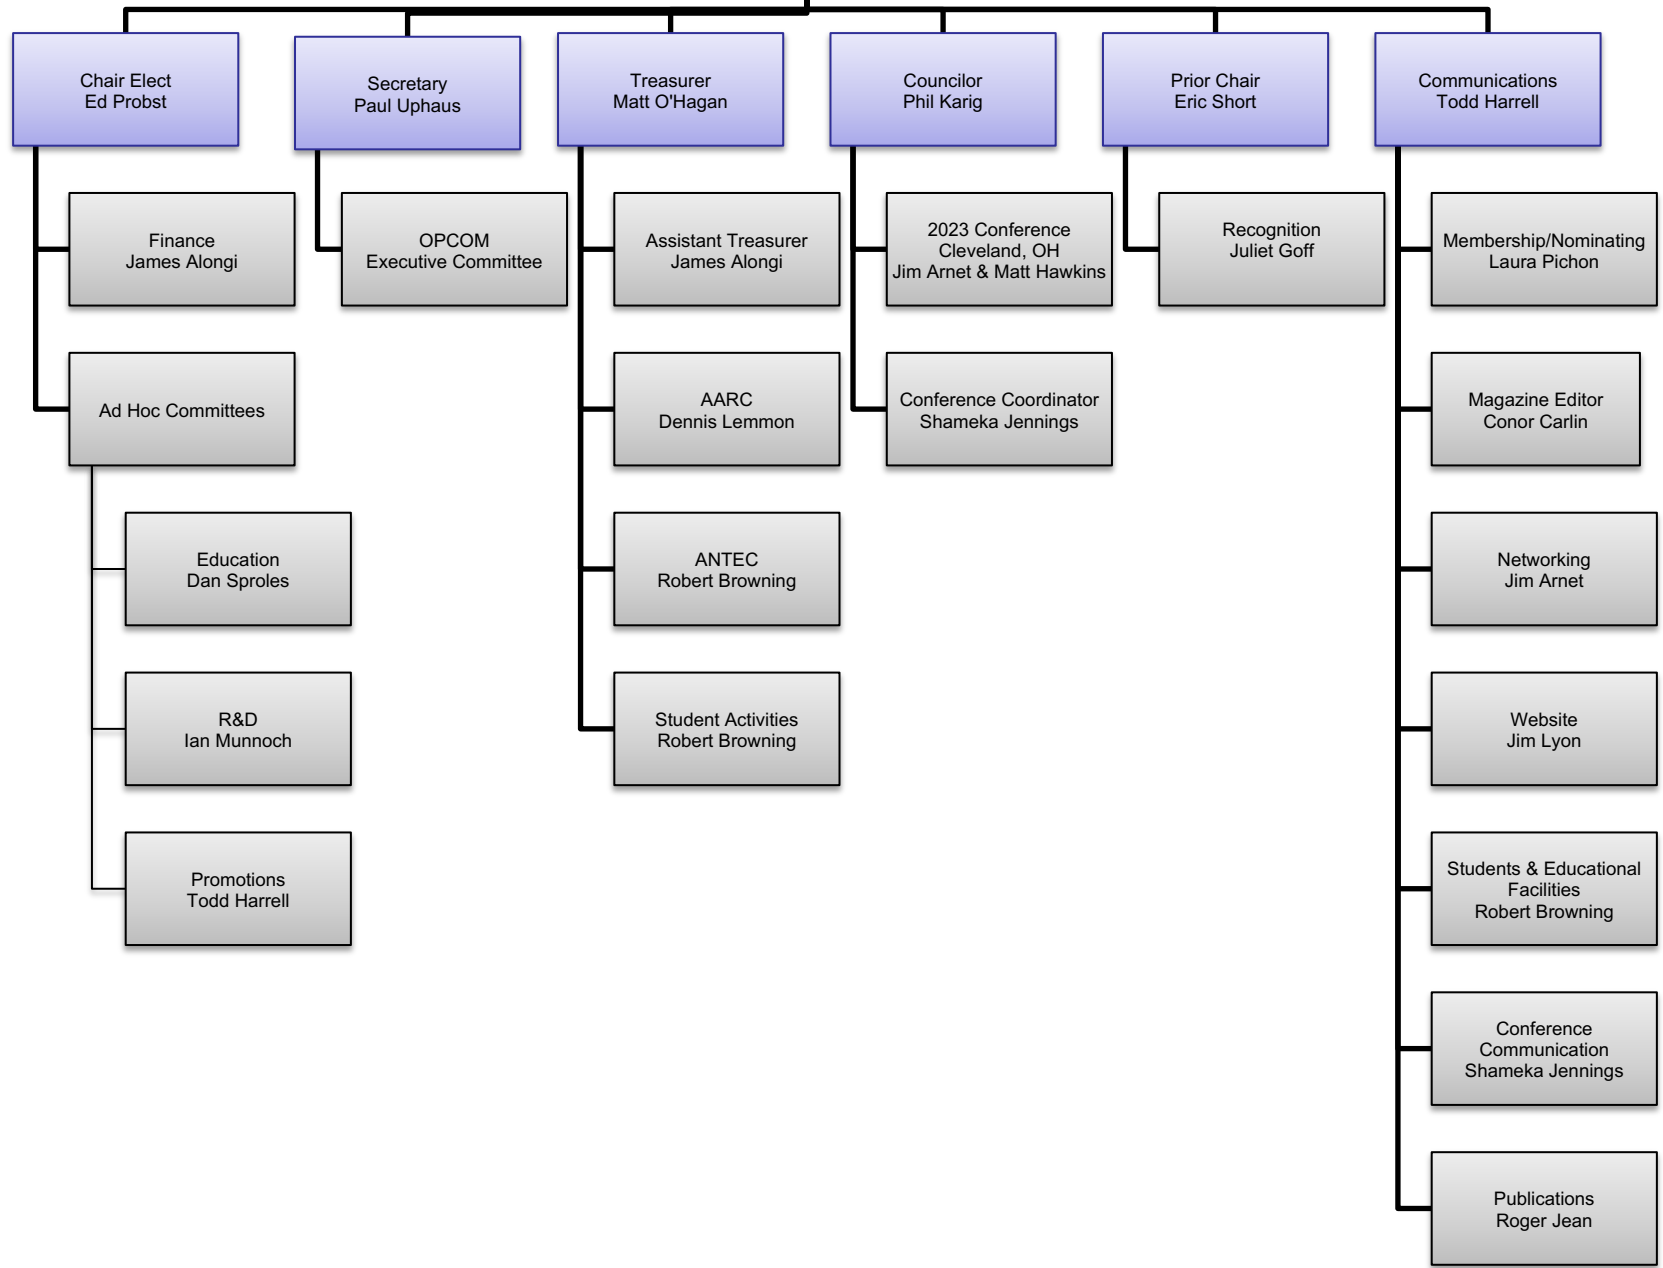 Chair Elect
Ed Probst
Secretary
Paul Uphaus
Treasurer
Matt O'Hagan
Councilor
Phil Karig
Prior Chair
Eric Short
Communications
Todd Harrell
Finance
James Alongi
OPCOM
Executive Committee
Assistant Treasurer
James Alongi
2023 Conference
Cleveland, OH
Jim Arnet & Matt Hawkins
Recognition
Juliet Goff
Membership/Nominating
Laura Pichon
Ad Hoc Committees
AARC
Dennis Lemmon
Conference Coordinator
Shameka Jennings
Magazine Editor
Conor Carlin
Education
Dan Sproles
ANTEC
Robert Browning
Networking
Jim Arnet
R&D
Ian Munnoch
Student Activities
Robert Browning
Website
Jim Lyon
Promotions
Todd Harrell
Students & Educational
Facilities
Robert Browning
Conference
Communication
Shameka Jennings
Publications
Roger Jean